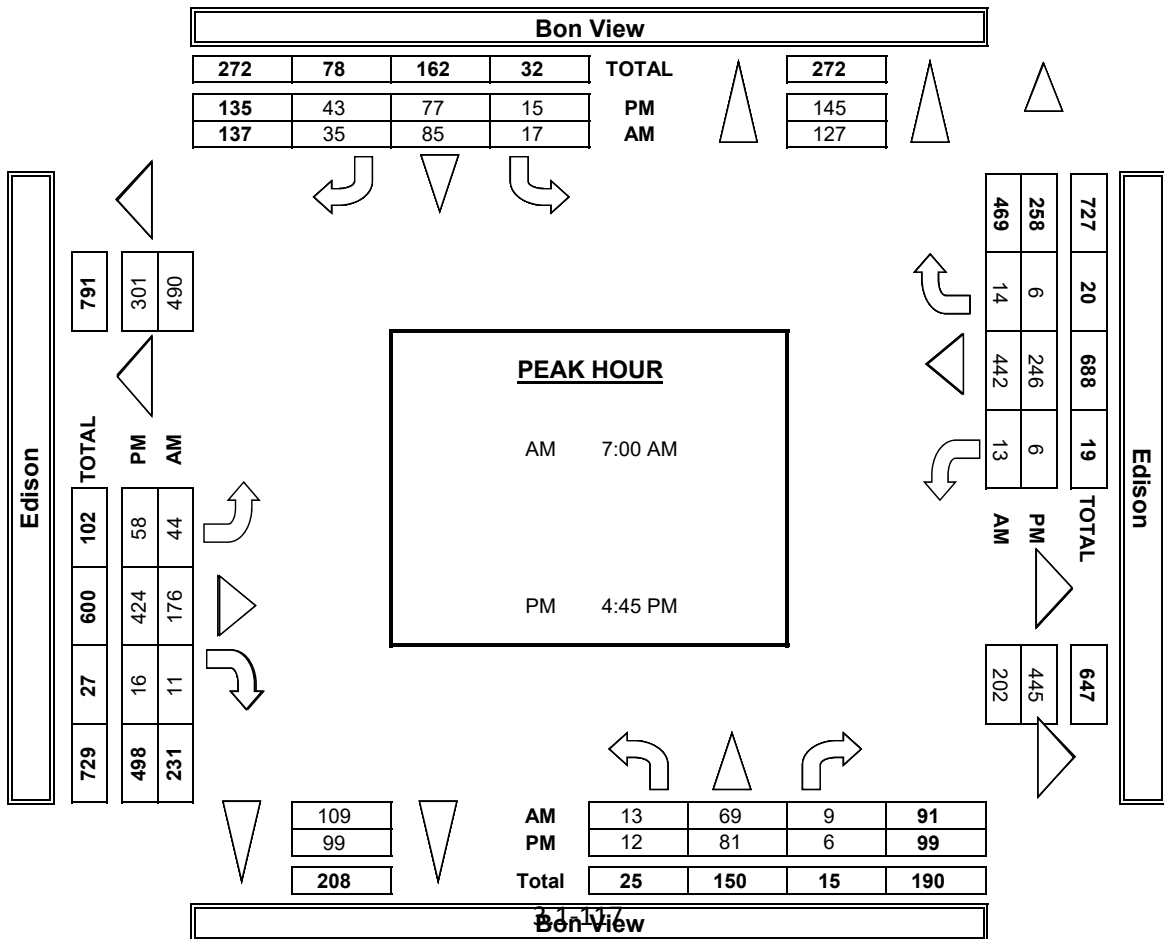 Bon View
272 78 162 32 TOTAL 272
135 43 77 15 PM 145
137 35 85 17 AM 127
Edison
791
301
490
TOTAL
PM
AM
102 600 27 729
58 424 16 498
44 176 11 231
PEAK HOUR
AM 7:00 AM
PM 4:45 PM
727 20 688 19 TOTAL
258 6 246 6 PM
469 14 442 13 AM
647
445
202
Edison
109 AM 13 69 9 91
99 PM 12 81 6 99
208 Total 25 150 15 190
3.1-117
Bon View